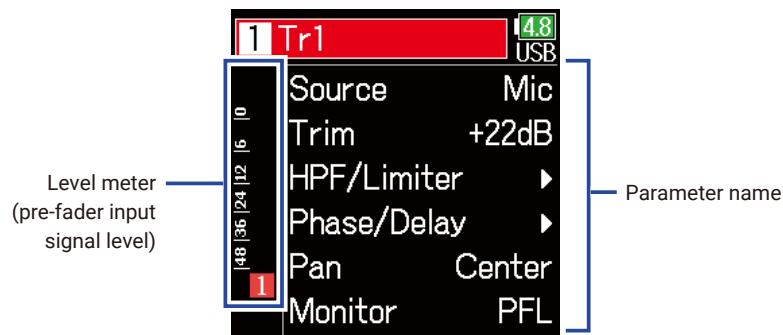 1 Tr1 4.8
USB
Source Mic
Trim +22dB
HPF/Limiter
Phase/Delay
Pan Center
Monitor PFL
|48 |36 |24 |12 |6 |0
1
Level meter
(pre-fader input
signal level)
Parameter name